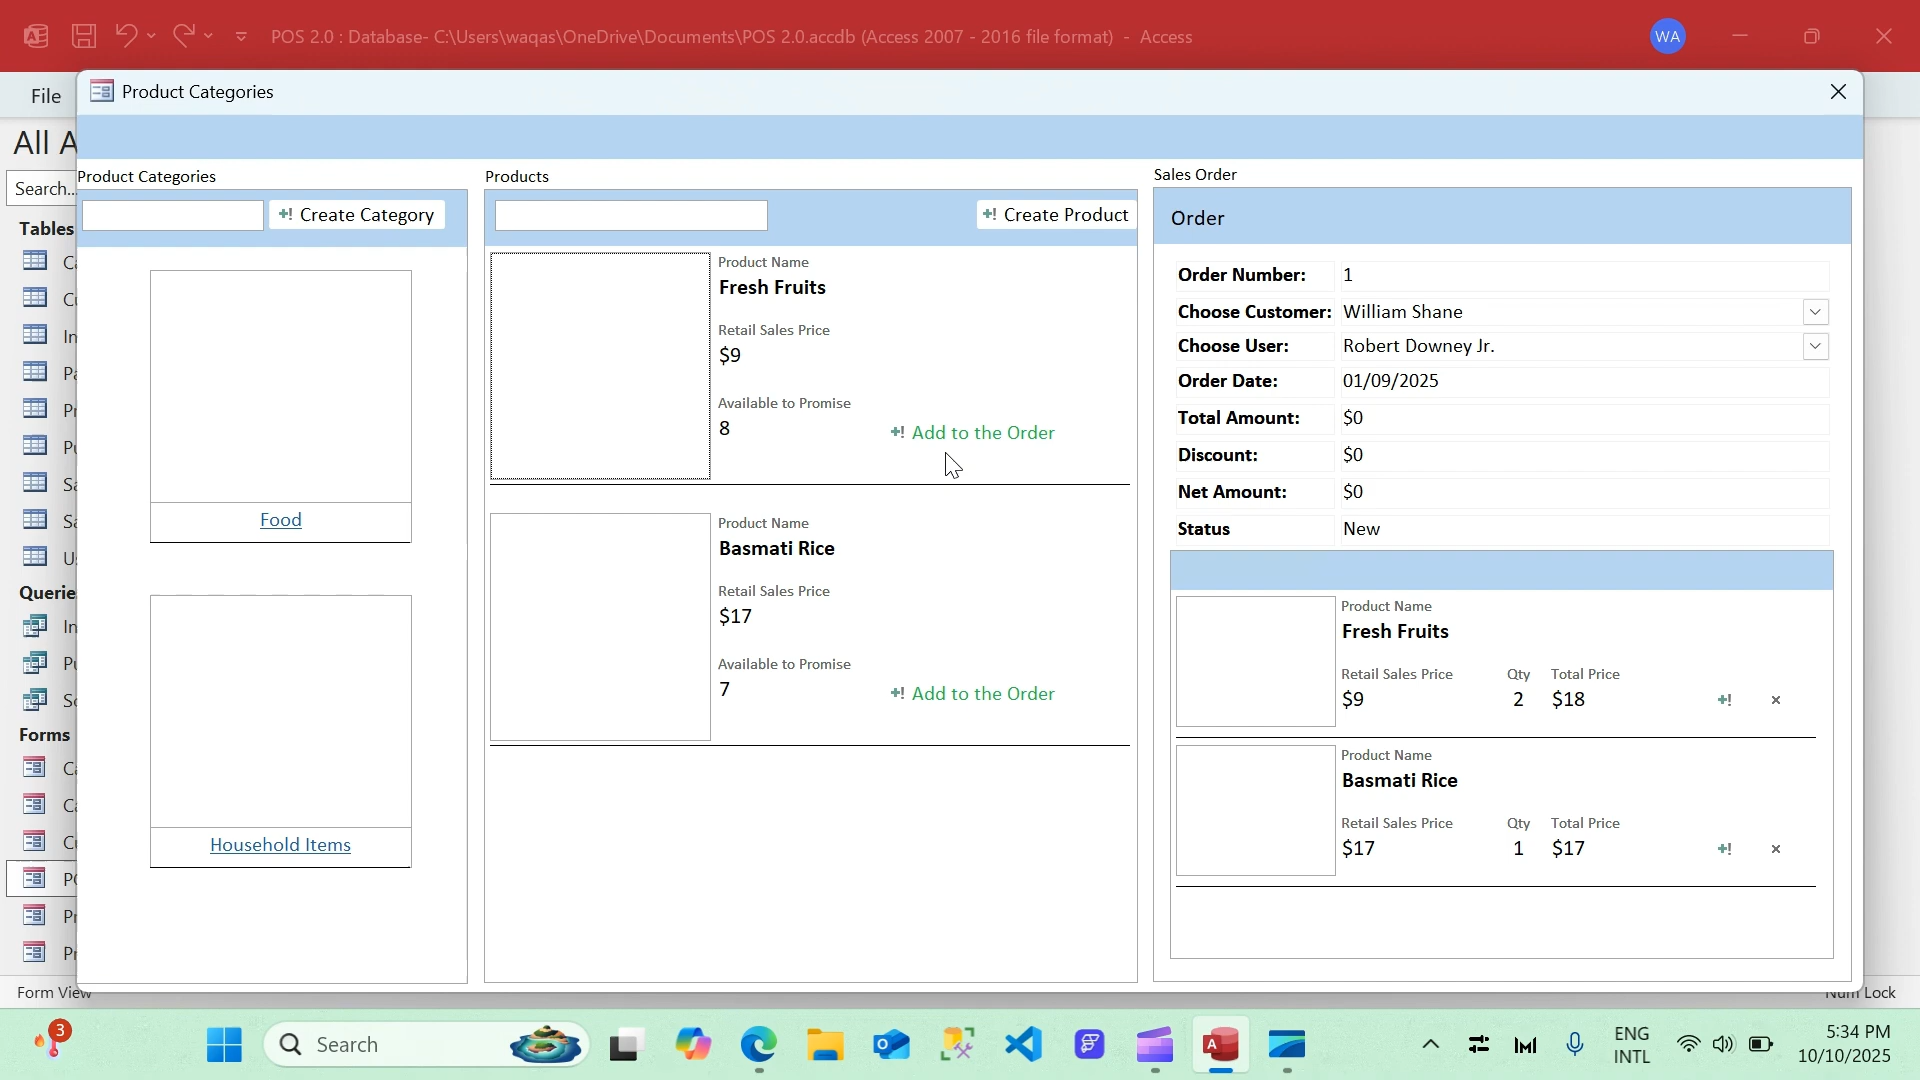 POS 2.0 : Database- C:\Users\waqas\OneDrive\Documents\POS 2.0.accdb (Access 2007 - 2016 file format) - Access
WA
File
Product Categories
All A
Search...
Tables
Queries
Forms
Form View
Num Lock
Product Categories
Create Category
Food
Household Items
Products
Create Product
Product Name
Fresh Fruits
Retail Sales Price
$9
Available to Promise
8
Add to the Order
Product Name
Basmati Rice
Retail Sales Price
$17
Available to Promise
7
Add to the Order
Sales Order
Order
Order Number: 1
Choose Customer: William Shane
Choose User: Robert Downey Jr.
Order Date: 01/09/2025
Total Amount: $0
Discount: $0
Net Amount: $0
Status New
Product Name
Fresh Fruits
Retail Sales Price Qty Total Price
$9 2 $18
Product Name
Basmati Rice
Retail Sales Price Qty Total Price
$17 1 $17
3
Search
ENG
INTL
5:34 PM
10/10/2025